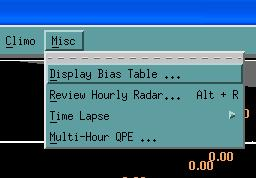 Climo Misc
Display Bias Table ...
Review Hourly Radar... Alt + R
Time Lapse
Multi-Hour QPE ...
0.00
0.00